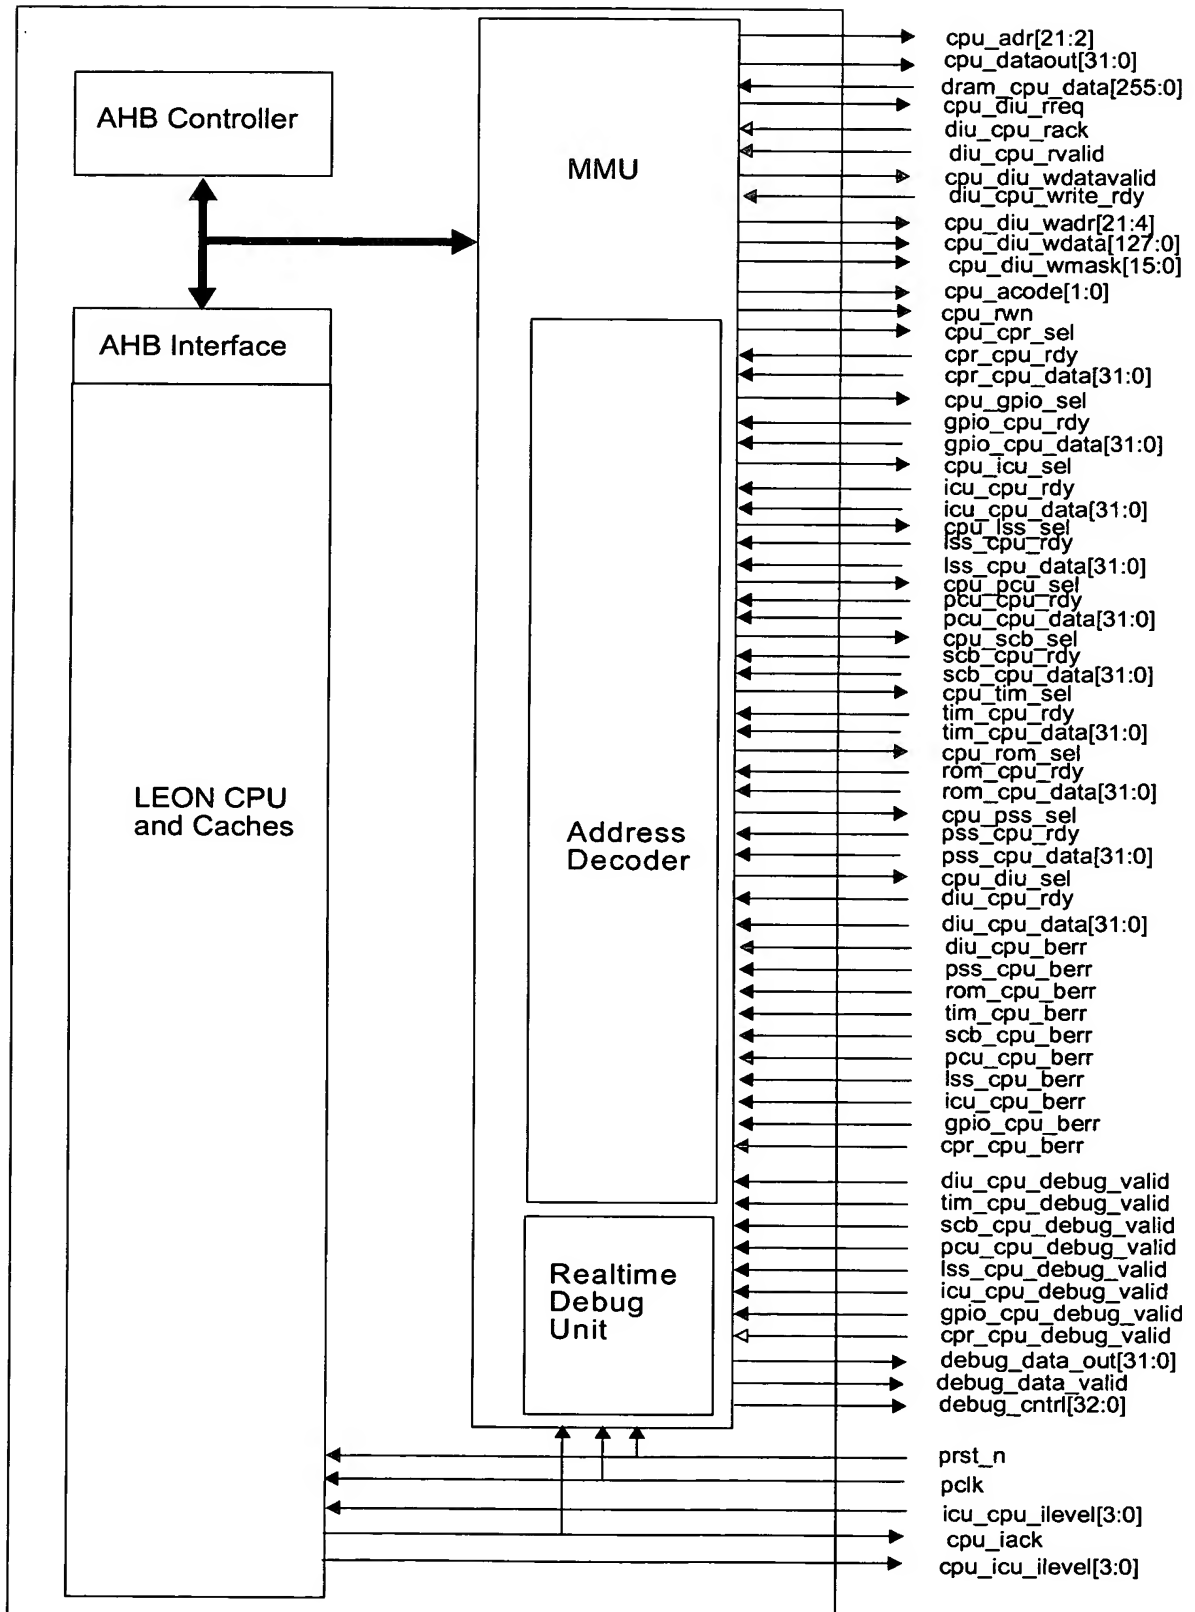 AHB Controller
MMU
AHB Interface
LEON CPU
and Caches
Address
Decoder
Realtime
Debug
Unit
cpu_adr[21:2]
cpu_dataout[31:0]
dram_cpu_data[255:0]
cpu_diu_rreq
diu_cpu_rack
diu_cpu_rvalid
cpu_diu_wdatavalid
diu_cpu_write_rdy
cpu_diu_wadr[21:4]
cpu_diu_wdata[127:0]
cpu_diu_wmask[15:0]
cpu_acode[1:0]
cpu_rwn
cpu_cpr_sel
cpr_cpu_rdy
cpr_cpu_data[31:0]
cpu_gpio_sel
gpio_cpu_rdy
gpio_cpu_data[31:0]
cpu_icu_sel
icu_cpu_rdy
icu_cpu_data[31:0]
cpu_lss_sel
lss_cpu_rdy
lss_cpu_data[31:0]
cpu_pcu_sel
pcu_cpu_rdy
pcu_cpu_data[31:0]
cpu_scb_sel
scb_cpu_rdy
scb_cpu_data[31:0]
cpu_tim_sel
tim_cpu_rdy
tim_cpu_data[31:0]
cpu_rom_sel
rom_cpu_rdy
rom_cpu_data[31:0]
cpu_pss_sel
pss_cpu_rdy
pss_cpu_data[31:0]
cpu_diu_sel
diu_cpu_rdy
diu_cpu_data[31:0]
diu_cpu_berr
pss_cpu_berr
rom_cpu_berr
tim_cpu_berr
scb_cpu_berr
pcu_cpu_berr
lss_cpu_berr
icu_cpu_berr
gpio_cpu_berr
cpr_cpu_berr
diu_cpu_debug_valid
tim_cpu_debug_valid
scb_cpu_debug_valid
pcu_cpu_debug_valid
lss_cpu_debug_valid
icu_cpu_debug_valid
gpio_cpu_debug_valid
cpr_cpu_debug_valid
debug_data_out[31:0]
debug_data_valid
debug_cntrl[32:0]
prst_n
pclk
icu_cpu_ilevel[3:0]
cpu_iack
cpu_icu_ilevel[3:0]